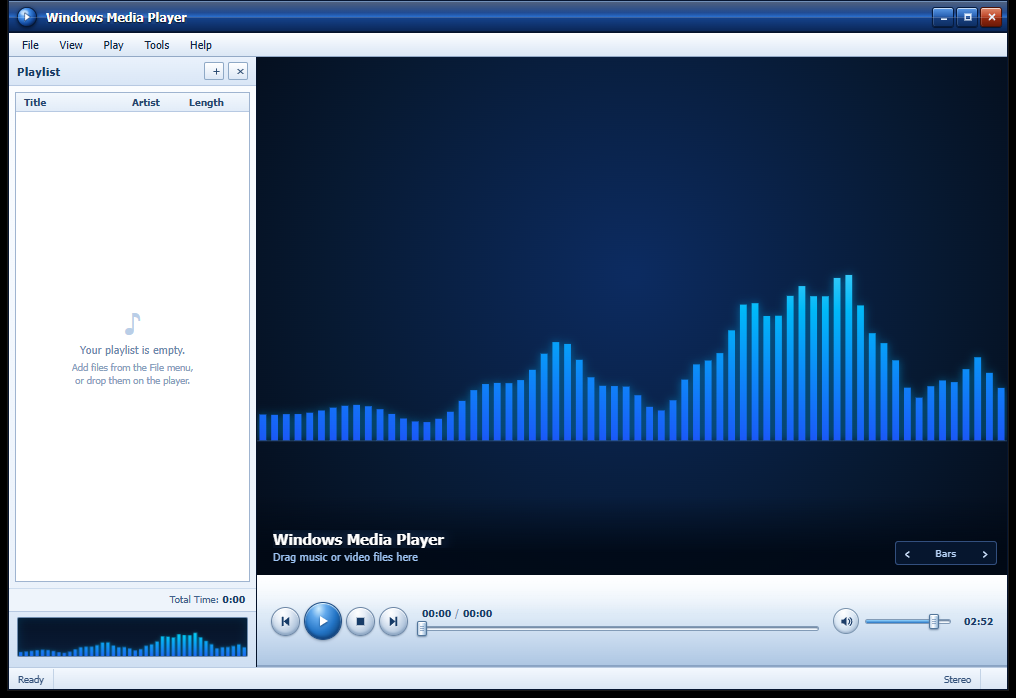 Windows Media Player
File View Play Tools Help
Playlist
Title Artist Length
Your playlist is empty.
Add files from the File menu,
or drop them on the player.
Total Time: 0:00
Windows Media Player
Drag music or video files here
Bars
00:00 / 00:00
02:52
Ready
Stereo